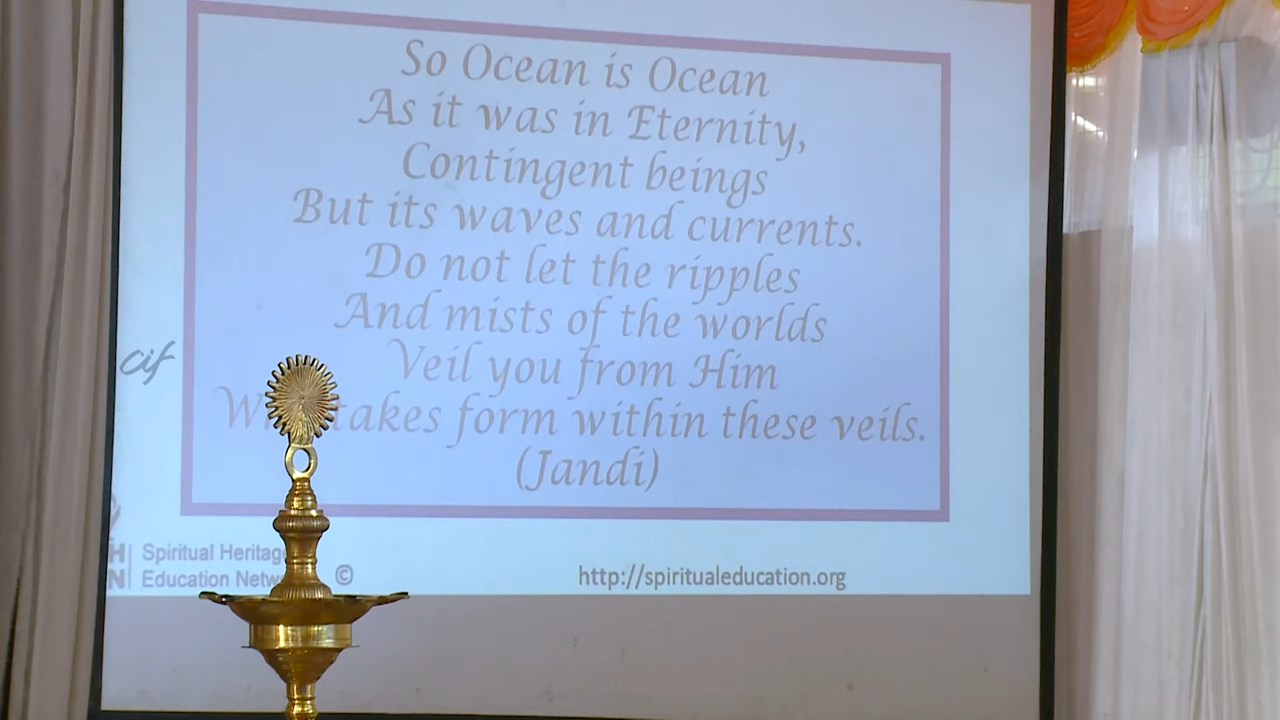 So Ocean is Ocean
As it was in Eternity,
Contingent beings
But its waves and currents.
Do not let the ripples
And mists of the worlds
Veil you from Him
takes form within these veils.
(Jandi)
cif
Spiritual Heritage
Education
©
http://spiritualeducation.org